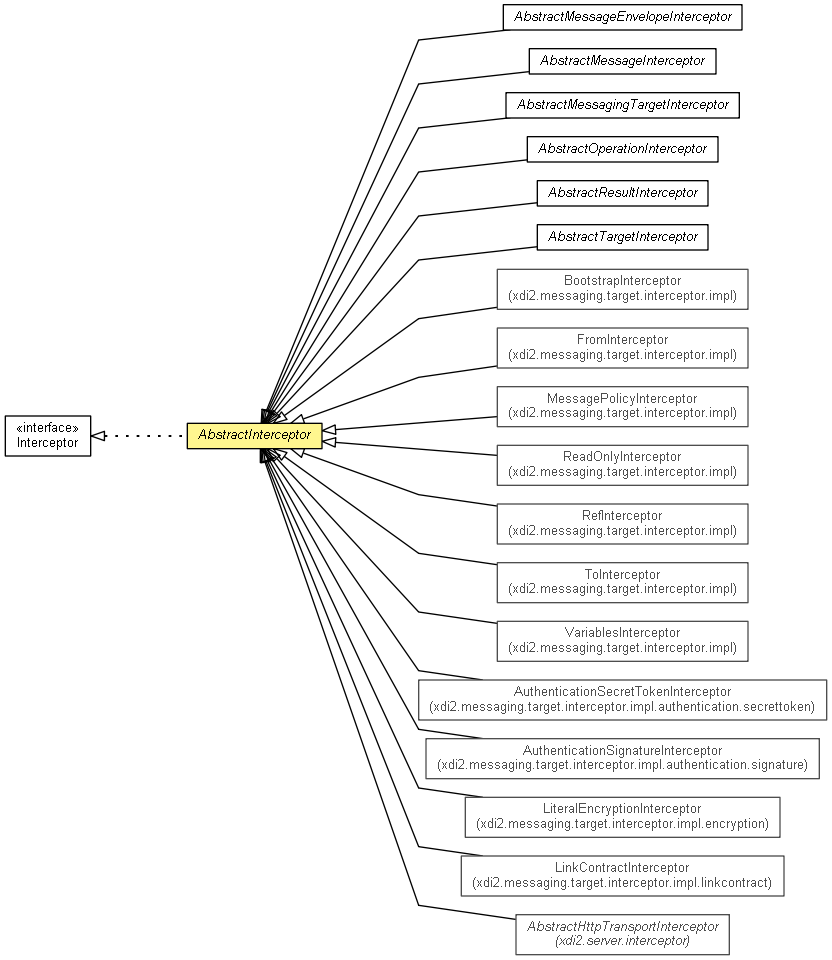 AbstractMessageEnvelopeInterceptor
AbstractMessageInterceptor
AbstractMessagingTargetInterceptor
AbstractOperationInterceptor
AbstractResultInterceptor
AbstractTargetInterceptor
BootstrapInterceptor
(xdi2.messaging.target.interceptor.impl)
FromInterceptor
(xdi2.messaging.target.interceptor.impl)
MessagePolicyInterceptor
(xdi2.messaging.target.interceptor.impl)
«interface»
Interceptor
AbstractInterceptor
ReadOnlyInterceptor
(xdi2.messaging.target.interceptor.impl)
RefInterceptor
(xdi2.messaging.target.interceptor.impl)
ToInterceptor
(xdi2.messaging.target.interceptor.impl)
VariablesInterceptor
(xdi2.messaging.target.interceptor.impl)
AuthenticationSecretTokenInterceptor
(xdi2.messaging.target.interceptor.impl.authentication.secrettoken)
AuthenticationSignatureInterceptor
(xdi2.messaging.target.interceptor.impl.authentication.signature)
LiteralEncryptionInterceptor
(xdi2.messaging.target.interceptor.impl.encryption)
LinkContractInterceptor
(xdi2.messaging.target.interceptor.impl.linkcontract)
AbstractHttpTransportInterceptor
(xdi2.server.interceptor)